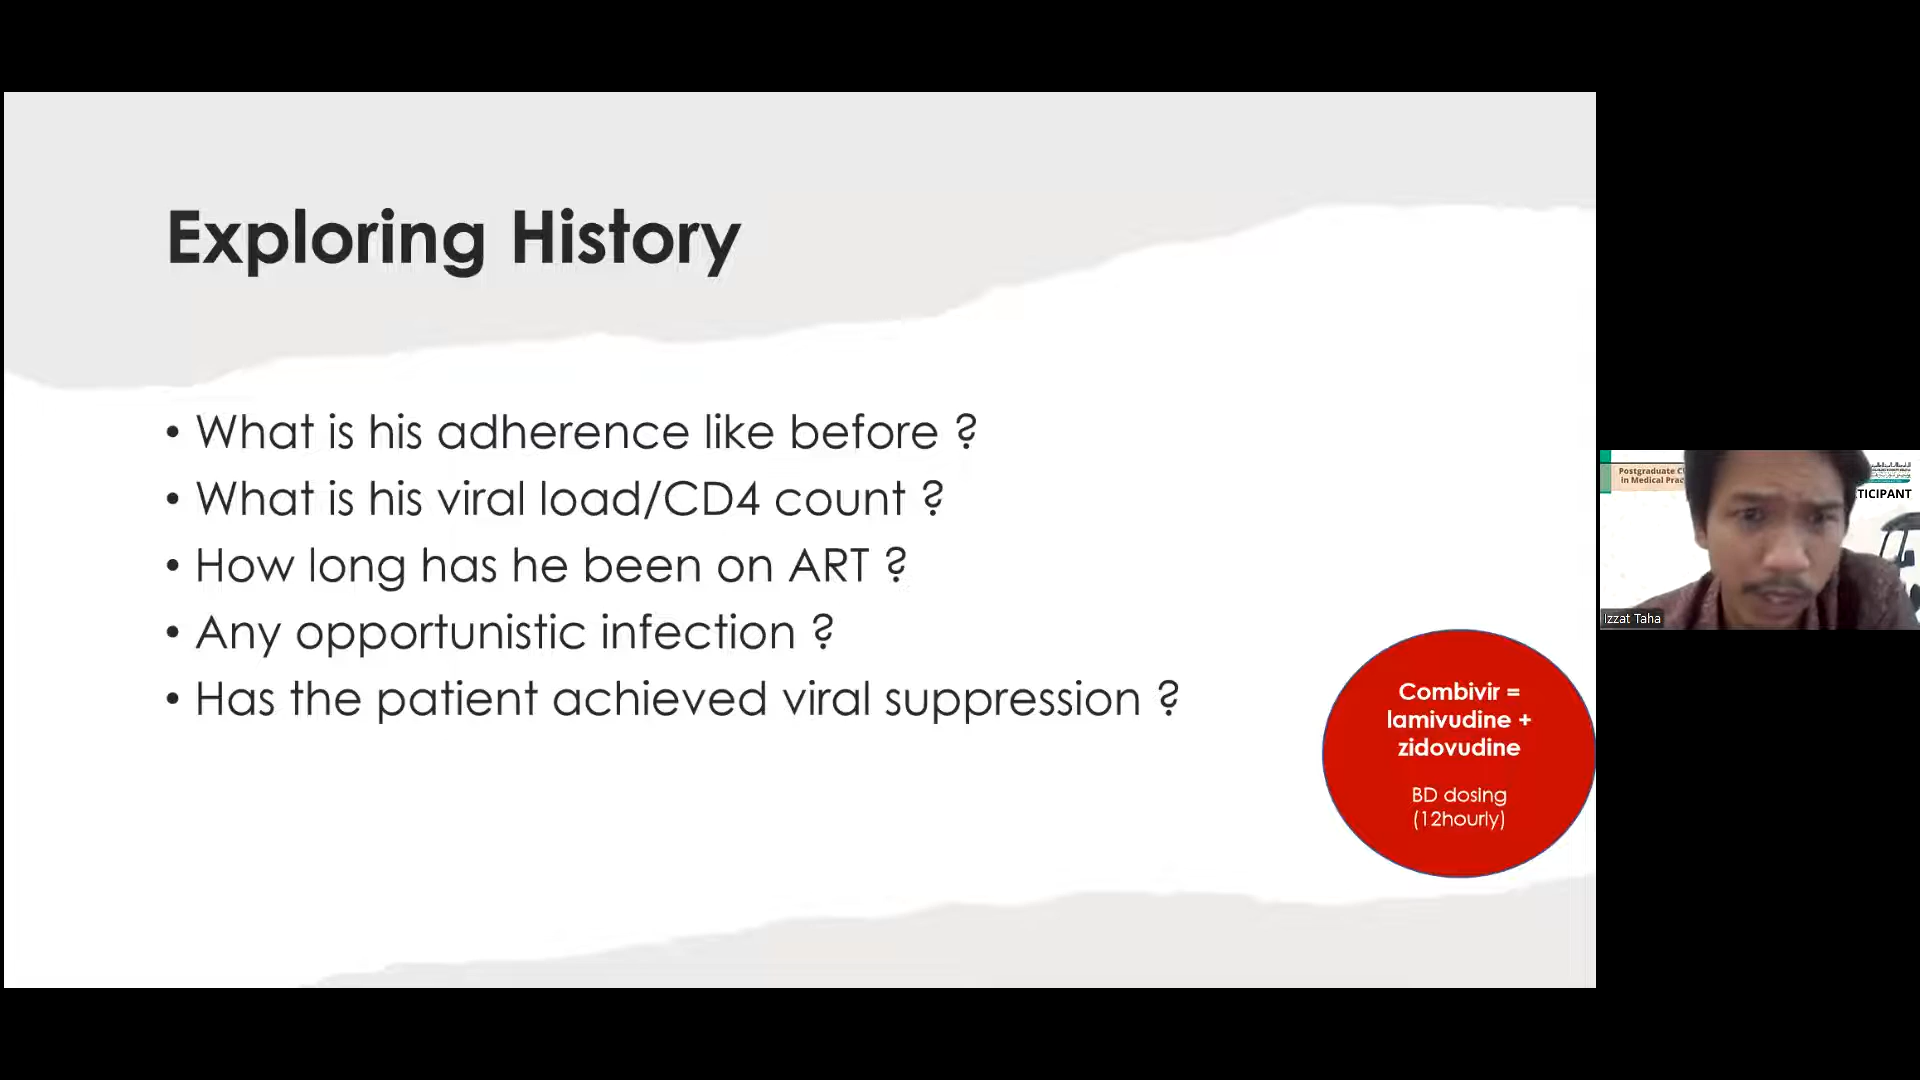 Exploring History
• What is his adherence like before ?
• What is his viral load/CD4 count ?
• How long has he been on ART ?
• Any opportunistic infection ?
• Has the patient achieved viral suppression ?
Combivir =
lamivudine +
zidovudine
BD dosing
(12hourly)
Postgraduate
in Medical
Izzat Taha